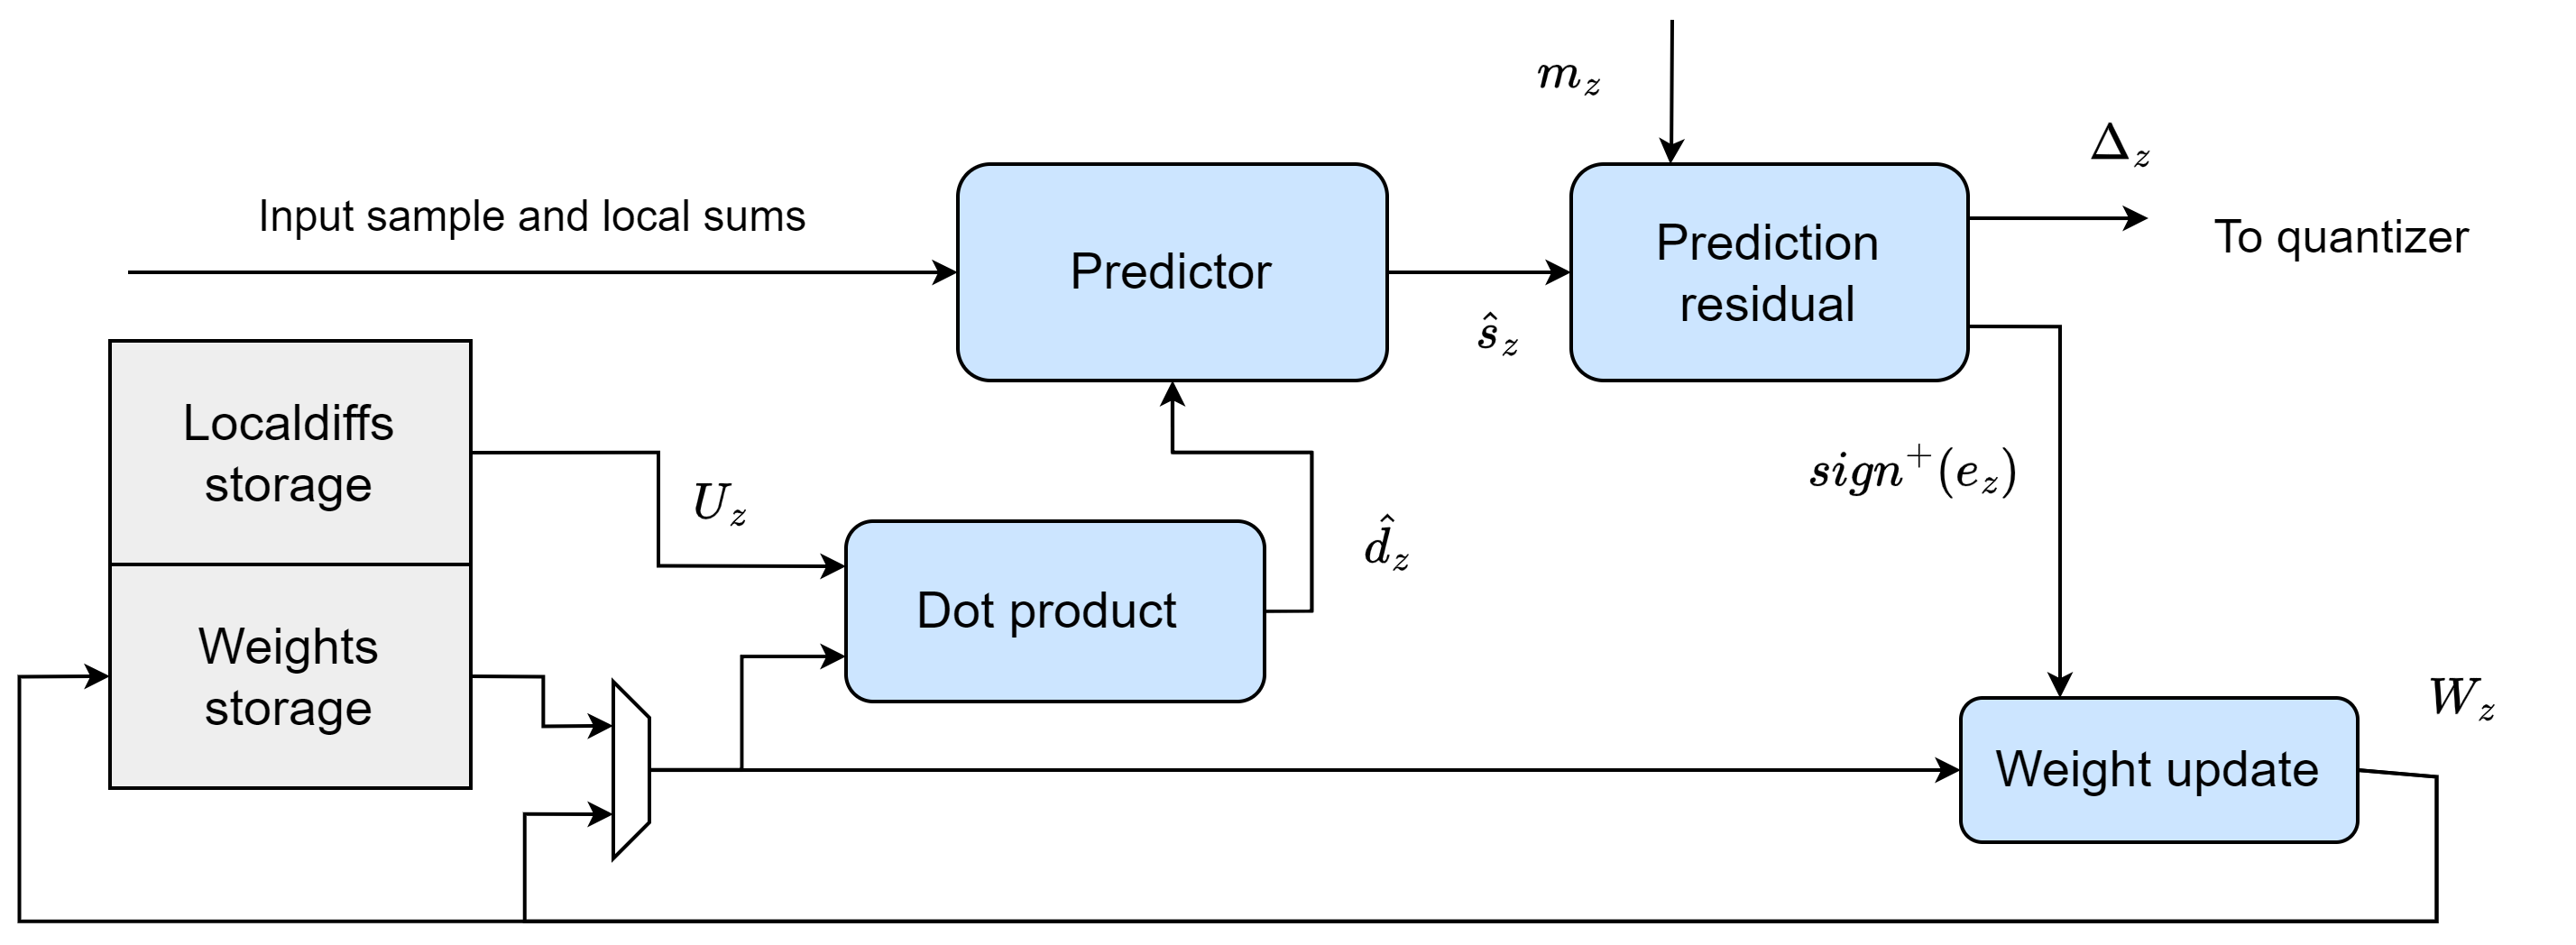 m_z
Δ_z
Input sample and local sums
Predictor
Prediction
residual
To quantizer
ŝ_z
Localdiffs
storage
U_z
sign⁺(e_z)
d̂_z
Dot product
Weights
storage
W_z
Weight update